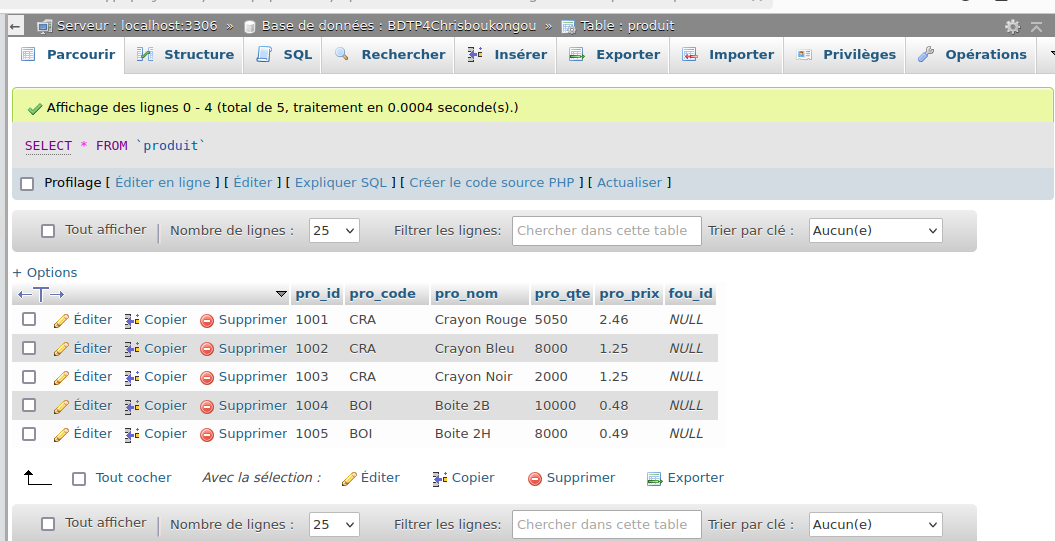 Serveur : localhost:3306 » Base de données : BDTP4Chrisboukongou » Table : produit
Parcourir Structure SQL Rechercher Insérer Exporter Importer Privilèges Opérations
Affichage des lignes 0 - 4 (total de 5, traitement en 0.0004 seconde(s).)
SELECT * FROM `produit`
Profilage [ Éditer en ligne ] [ Éditer ] [ Expliquer SQL ] [ Créer le code source PHP ] [ Actualiser ]
Tout afficher | Nombre de lignes : 25 Filtrer les lignes: Chercher dans cette table Trier par clé : Aucun(e)
+ Options
←T→ pro_id pro_code pro_nom pro_qte pro_prix fou_id
Éditer Copier Supprimer 1001 CRA Crayon Rouge 5050 2.46 NULL
Éditer Copier Supprimer 1002 CRA Crayon Bleu 8000 1.25 NULL
Éditer Copier Supprimer 1003 CRA Crayon Noir 2000 1.25 NULL
Éditer Copier Supprimer 1004 BOI Boite 2B 10000 0.48 NULL
Éditer Copier Supprimer 1005 BOI Boite 2H 8000 0.49 NULL
Tout cocher Avec la sélection : Éditer Copier Supprimer Exporter
Tout afficher | Nombre de lignes : 25 Filtrer les lignes: Chercher dans cette table Trier par clé : Aucun(e)